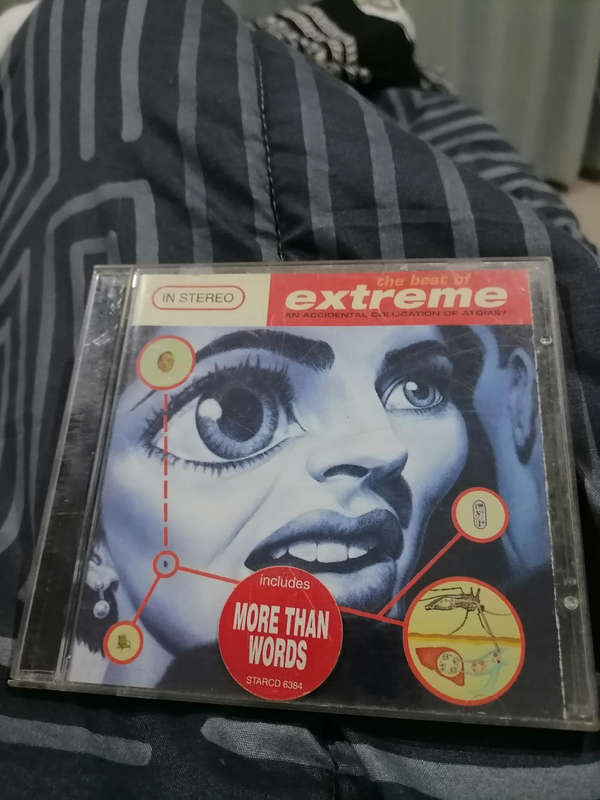 IN STEREO
the best of
extreme
AN ACCIDENTAL COLLICATION OF ATOMS?
includes
MORE THAN
WORDS
STARCD 6384